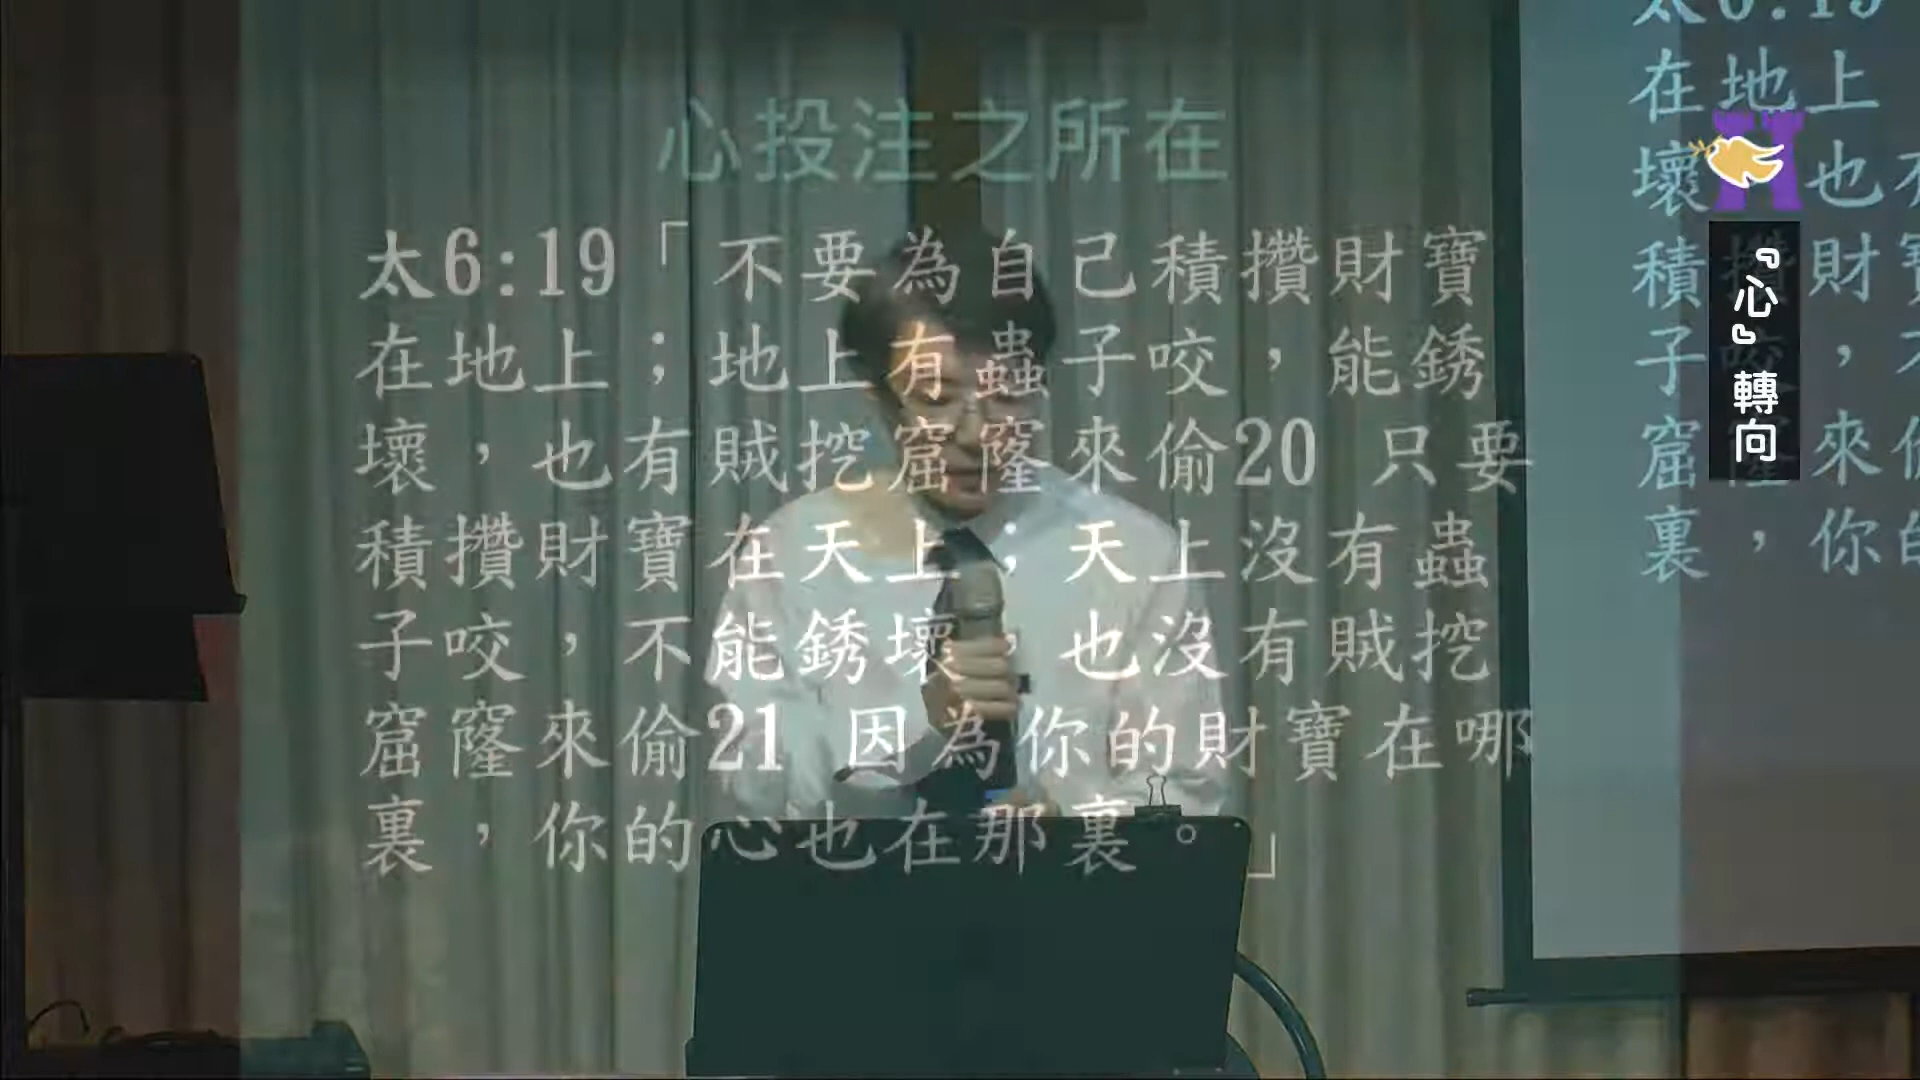 心投注之所在
太6:19「不要為自己積攢財寶
在地上；地上有蟲子咬，能銹
壞，也有賊挖窟窿來偷20 只要
積攢財寶在天上；天上沒有蟲
子咬，不能銹壞，也沒有賊挖
窟窿來偷21 因為你的財寶在哪
裏，你的心也在那裏。」
太6:19
在地上
壞 也
積 財
子 ，
窟 來
裏，你的
『心』轉向